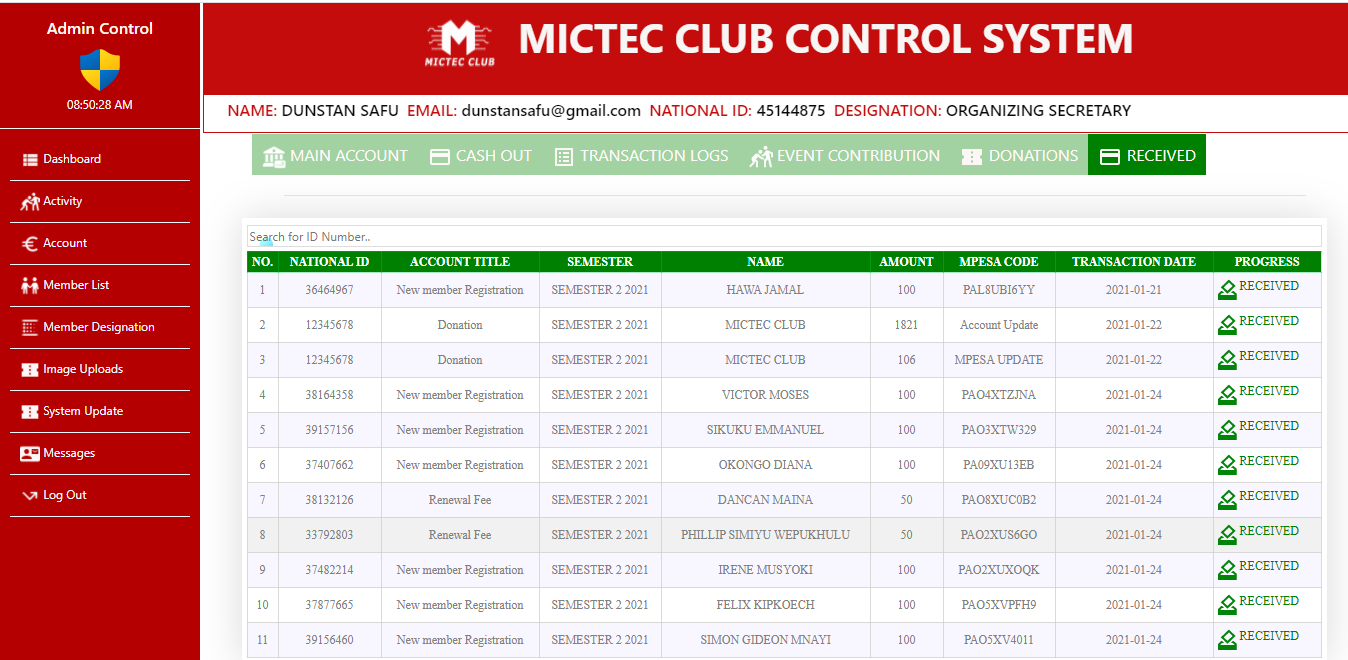 Admin Control
08:50:28 AM
Dashboard
Activity
Account
Member List
Member Designation
Image Uploads
System Update
Messages
Log Out
MICTEC CLUB
MICTEC CLUB CONTROL SYSTEM
NAME: DUNSTAN SAFU EMAIL: dunstansafu@gmail.com NATIONAL ID: 45144875 DESIGNATION: ORGANIZING SECRETARY
MAIN ACCOUNT CASH OUT TRANSACTION LOGS EVENT CONTRIBUTION DONATIONS RECEIVED
Search for ID Number..
NO. NATIONAL ID ACCOUNT TITLE SEMESTER NAME AMOUNT MPESA CODE TRANSACTION DATE PROGRESS
1 36464967 New member Registration SEMESTER 2 2021 HAWA JAMAL 100 PAL8UBI6YY 2021-01-21 RECEIVED
2 12345678 Donation SEMESTER 2 2021 MICTEC CLUB 1821 Account Update 2021-01-22 RECEIVED
3 12345678 Donation SEMESTER 2 2021 MICTEC CLUB 106 MPESA UPDATE 2021-01-22 RECEIVED
4 38164358 New member Registration SEMESTER 2 2021 VICTOR MOSES 100 PAO4XTZJNA 2021-01-24 RECEIVED
5 39157156 New member Registration SEMESTER 2 2021 SIKUKU EMMANUEL 100 PAO3XTW329 2021-01-24 RECEIVED
6 37407662 New member Registration SEMESTER 2 2021 OKONGO DIANA 100 PA09XU13EB 2021-01-24 RECEIVED
7 38132126 Renewal Fee SEMESTER 2 2021 DANCAN MAINA 50 PAO8XUC0B2 2021-01-24 RECEIVED
8 33792803 Renewal Fee SEMESTER 2 2021 PHILLIP SIMIYU WEPUKHULU 50 PAO2XUS6GO 2021-01-24 RECEIVED
9 37482214 New member Registration SEMESTER 2 2021 IRENE MUSYOKI 100 PAO2XUXOQK 2021-01-24 RECEIVED
10 37877665 New member Registration SEMESTER 2 2021 FELIX KIPKOECH 100 PAO5XVPFH9 2021-01-24 RECEIVED
11 39156460 New member Registration SEMESTER 2 2021 SIMON GIDEON MNAYI 100 PAO5XV4011 2021-01-24 RECEIVED